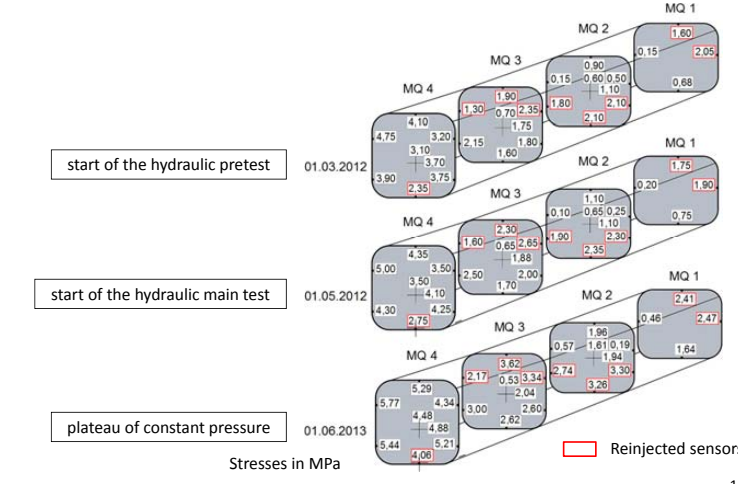 MQ 1
MQ 2
MQ 3
MQ 4
1,60
0,15 2,05
0,68
0,90
0,15 0,60 0,50
1,10
1,80 2,10
2,10
1,90
1,30 0,70 2,35
1,75
2,15 1,80
1,60
4,10
4,75 3,20
3,10
3,70
3,90 3,75
2,35
start of the hydraulic pretest
01.03.2012
MQ 1
MQ 2
MQ 3
MQ 4
1,75
0,20 1,90
0,75
1,10
0,10 0,65 0,25
1,10
1,90 2,30
2,35
2,30
1,60 0,65 2,65
1,88
2,50 2,00
1,70
4,35
5,00 3,50
3,50
4,10
4,30 4,25
2,75
start of the hydraulic main test
01.05.2012
MQ 1
MQ 2
MQ 3
MQ 4
2,41
0,46 2,47
1,64
1,96
0,57 1,61 0,19
1,94
2,74 3,30
3,26
3,62
2,17 0,53 3,34
2,04
3,00 2,60
2,62
5,29
5,77 4,34
4,48
4,88
5,44 5,21
4,06
plateau of constant pressure
01.06.2013
Stresses in MPa
Reinjected sensors